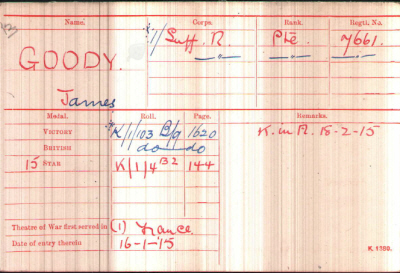 Name. Corps. Rank. Regtl. No.
GOODY. 1/ Suff. R. Pte. 7661.
James
Medal. Roll. Page. Remarks.
VICTORY K/1/103 B/9 1620 K. in A. 15-2-15
BRITISH do do
15 STAR K/1/4 B2 144
Theatre of War first served in (1) France.
Date of entry therein 16-1-15
K. 1380.